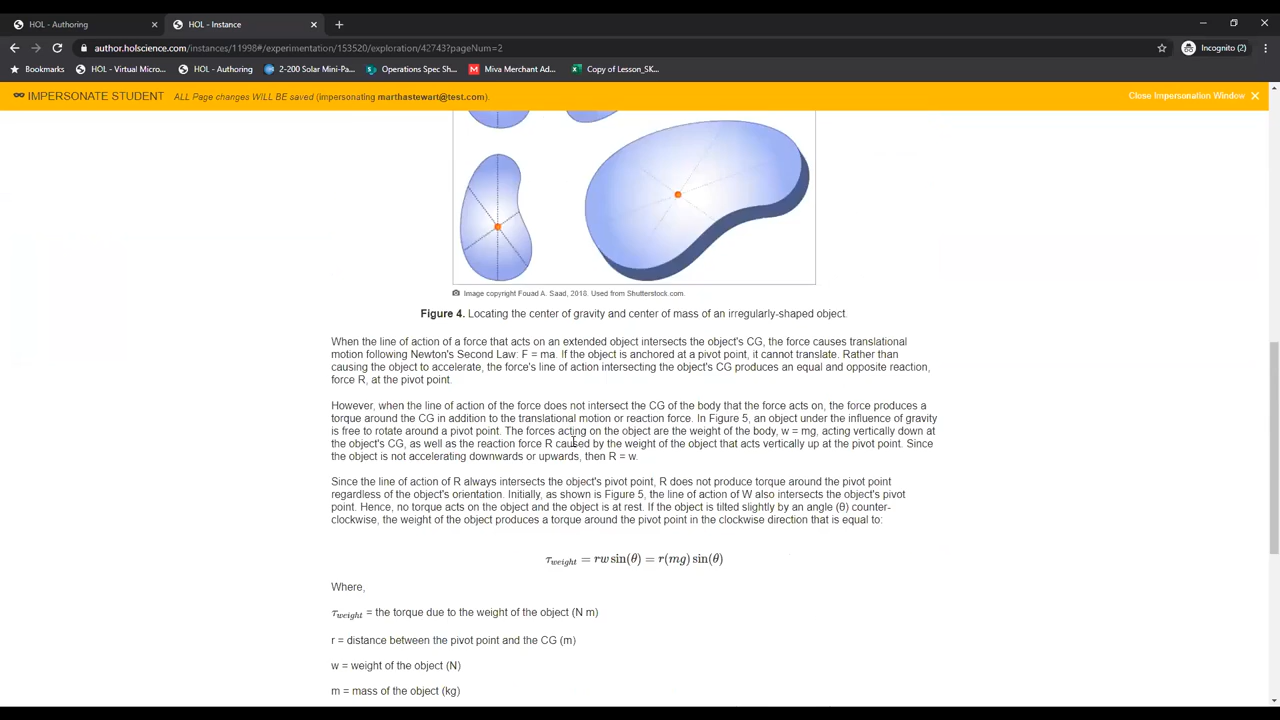 HOL - Authoring
HOL - Instance
author.holscience.com/instances/11998#/experimentation/153520/exploration/42743?pageNum=2
Incognito (2)
Bookmarks
HOL - Virtual Micro...
HOL - Authoring
2-200 Solar Mini-Pa...
Operations Spec Sh...
Miva Merchant Ad...
Copy of Lesson_SK...
IMPERSONATE STUDENT ALL Page changes WILL BE saved (impersonating marthastewart@test.com).
Close Impersonation Window
Image copyright Fouad A. Saad, 2018. Used from Shutterstock.com.
Figure 4. Locating the center of gravity and center of mass of an irregularly-shaped object.
When the line of action of a force that acts on an extended object intersects the object's CG, the force causes translational
motion following Newton's Second Law: F = ma. If the object is anchored at a pivot point, it cannot translate. Rather than
causing the object to accelerate, the force's line of action intersecting the object's CG produces an equal and opposite reaction,
force R, at the pivot point.
However, when the line of action of the force does not intersect the CG of the body that the force acts on, the force produces a
torque around the CG in addition to the translational motion or reaction force. In Figure 5, an object under the influence of gravity
is free to rotate around a pivot point. The forces acting on the object are the weight of the body, w = mg, acting vertically down at
the object's CG, as well as the reaction force R caused by the weight of the object that acts vertically up at the pivot point. Since
the object is not accelerating downwards or upwards, then R = w.
Since the line of action of R always intersects the object's pivot point, R does not produce torque around the pivot point
regardless of the object's orientation. Initially, as shown is Figure 5, the line of action of W also intersects the object's pivot
point. Hence, no torque acts on the object and the object is at rest. If the object is tilted slightly by an angle (θ) counter-
clockwise, the weight of the object produces a torque around the pivot point in the clockwise direction that is equal to:
τweight = rw sin(θ) = r(mg) sin(θ)
Where,
τweight = the torque due to the weight of the object (N m)
r = distance between the pivot point and the CG (m)
w = weight of the object (N)
m = mass of the object (kg)